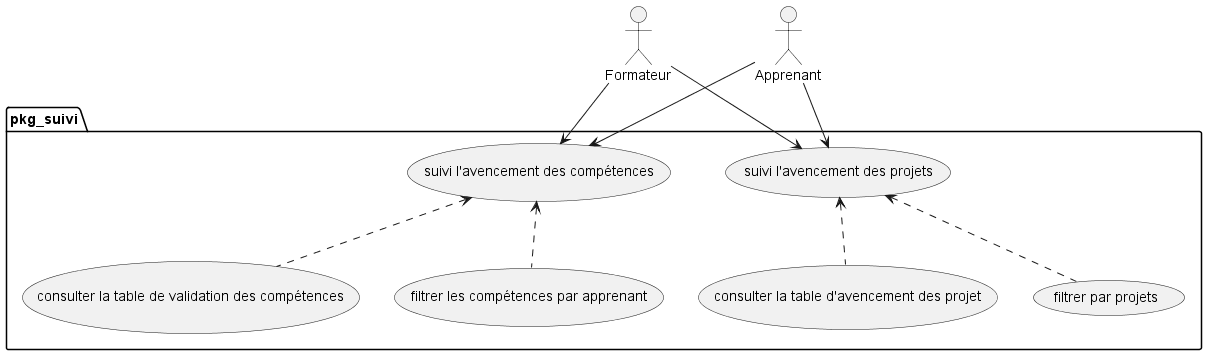 Formateur
Apprenant
pkg_suivi
suivi l'avencement des compétences
suivi l'avencement des projets
consulter la table de validation des compétences
filtrer les compétences par apprenant
consulter la table d'avencement des projet
filtrer par projets